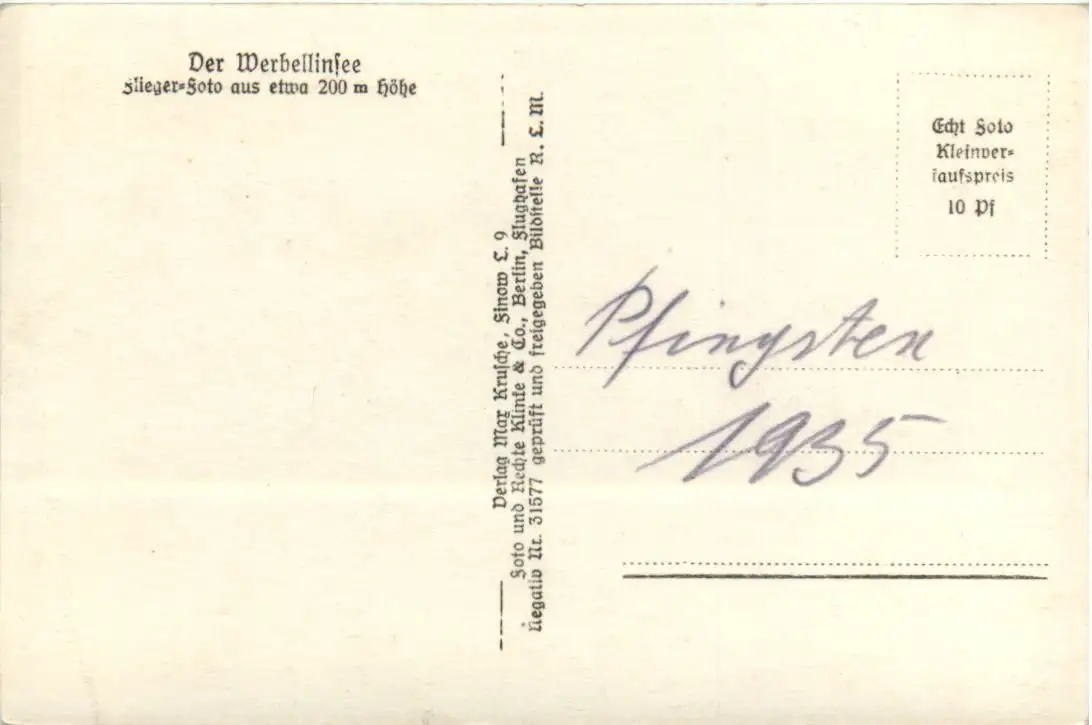 Der Werbellinsee
Flieger=Foto aus etwa 200 m Höhe
Verlag Max Krusche, Finow L. 9
Foto und Rechte Klinke & Co., Berlin, Flughafen
Negativ Nr. 31577 geprüft und freigegeben Bildstelle R. L. M.
Echt Foto
Kleinver=
kaufspreis
10 Pf
Pfingsten
1935